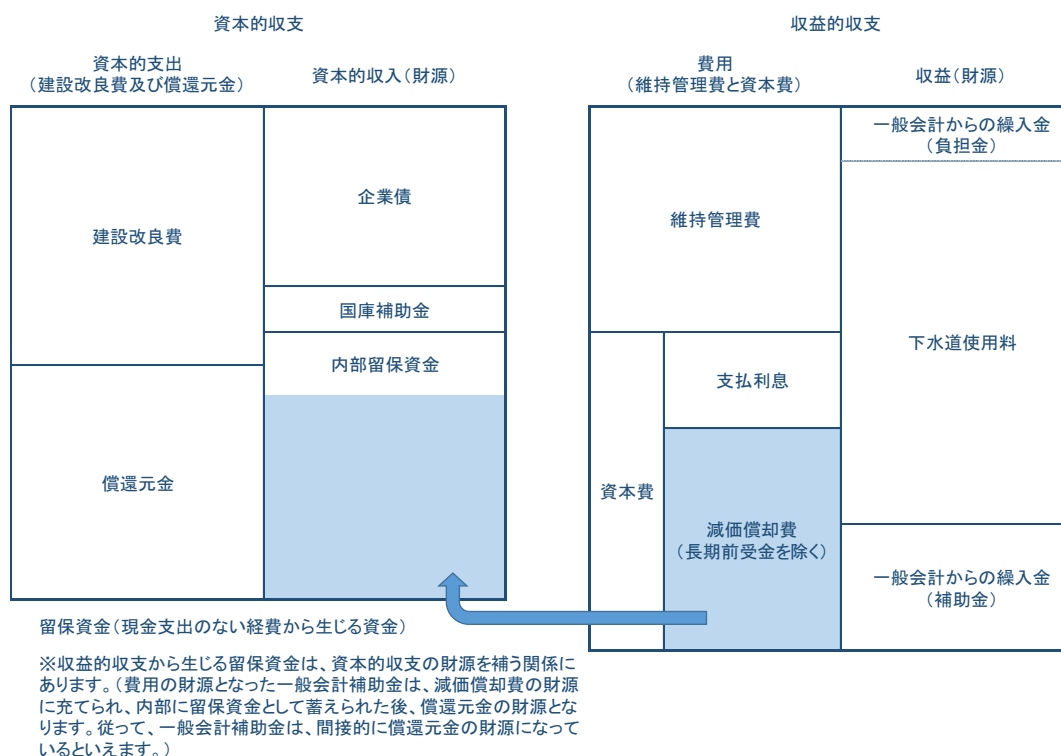 資本的収支
資本的支出
（建設改良費及び償還元金）
資本的収入（財源）
建設改良費
償還元金
企業債
国庫補助金
内部留保資金
留保資金（現金支出のない経費から生じる資金）
※収益的収支から生じる留保資金は、資本的収支の財源を補う関係に
あります。（費用の財源となった一般会計補助金は、減価償却費の財源
に充てられ、内部に留保資金として蓄えられた後、償還元金の財源とな
ります。従って、一般会計補助金は、間接的に償還元金の財源になって
いるといえます。）
収益的収支
費用
（維持管理費と資本費）
収益（財源）
維持管理費
資本費
支払利息
減価償却費
（長期前受金を除く）
一般会計からの繰入金
（負担金）
下水道使用料
一般会計からの繰入金
（補助金）